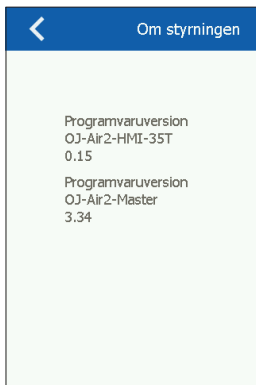 Om styrningen
Programvaruversion
OJ-Air2-HMI-35T
0.15
Programvaruversion
OJ-Air2-Master
3.34